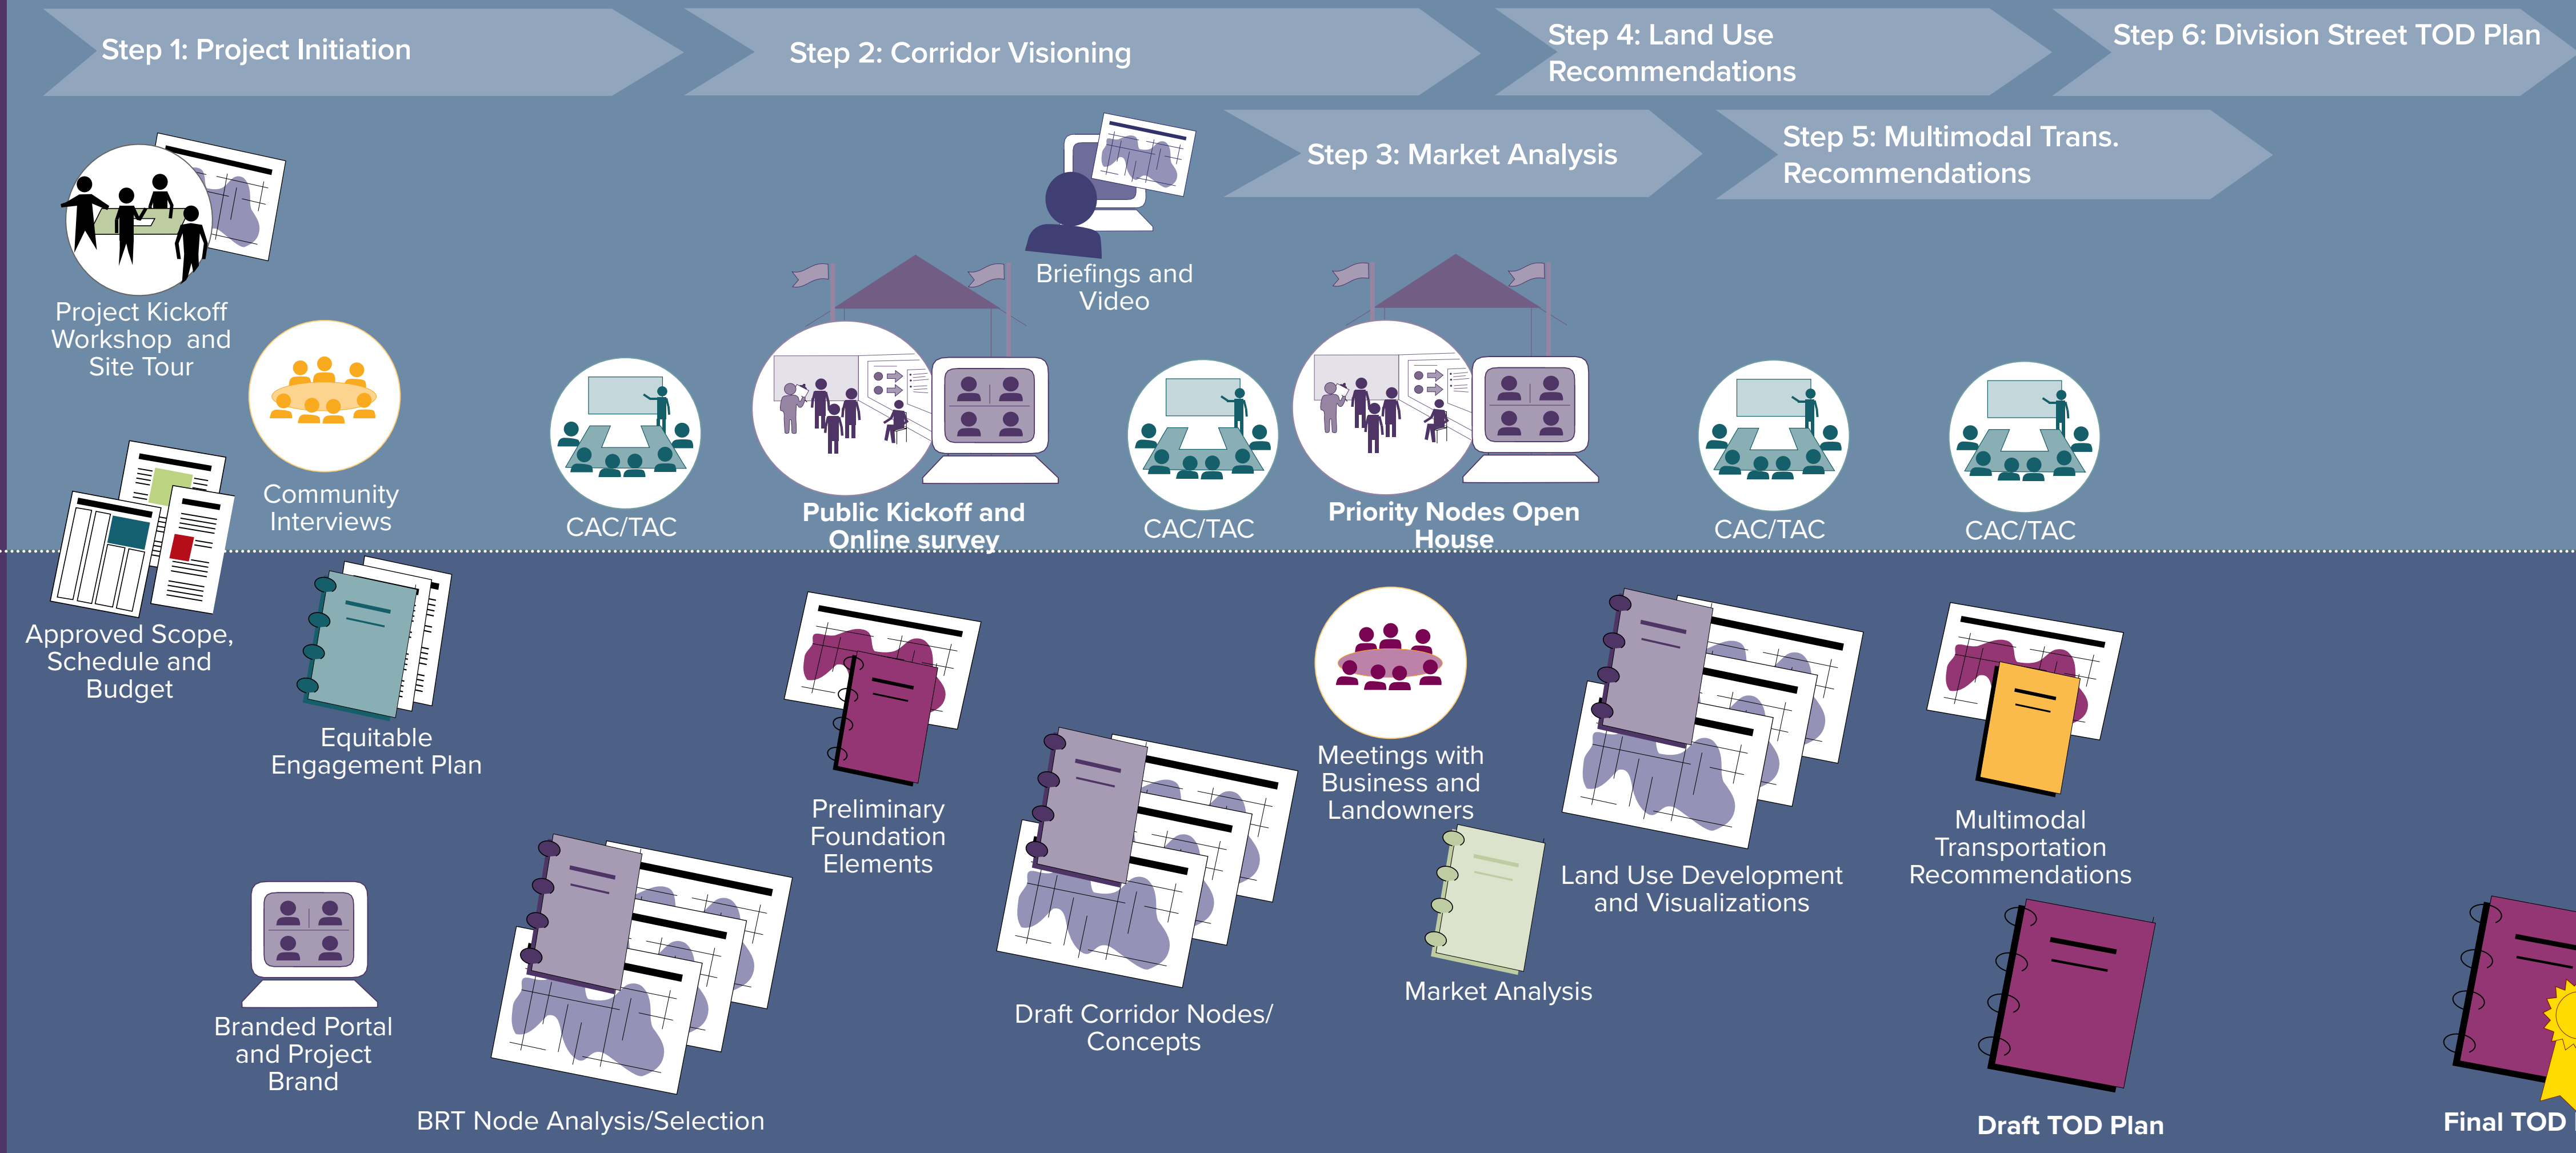 Step 1: Project Initiation
Step 2: Corridor Visioning
Step 4: Land Use
Recommendations
Step 6: Division Street TOD Plan
Step 3: Market Analysis
Step 5: Multimodal Trans.
Recommendations
Project Kickoff
Workshop and
Site Tour
Community
Interviews
CAC/TAC
Public Kickoff and
Online survey
Briefings and
Video
CAC/TAC
Priority Nodes Open
House
CAC/TAC
CAC/TAC
Approved Scope,
Schedule and
Budget
Equitable
Engagement Plan
Branded Portal
and Project
Brand
BRT Node Analysis/Selection
Preliminary
Foundation
Elements
Draft Corridor Nodes/
Concepts
Meetings with
Business and
Landowners
Market Analysis
Land Use Development
and Visualizations
Multimodal
Transportation
Recommendations
Draft TOD Plan
Final TOD